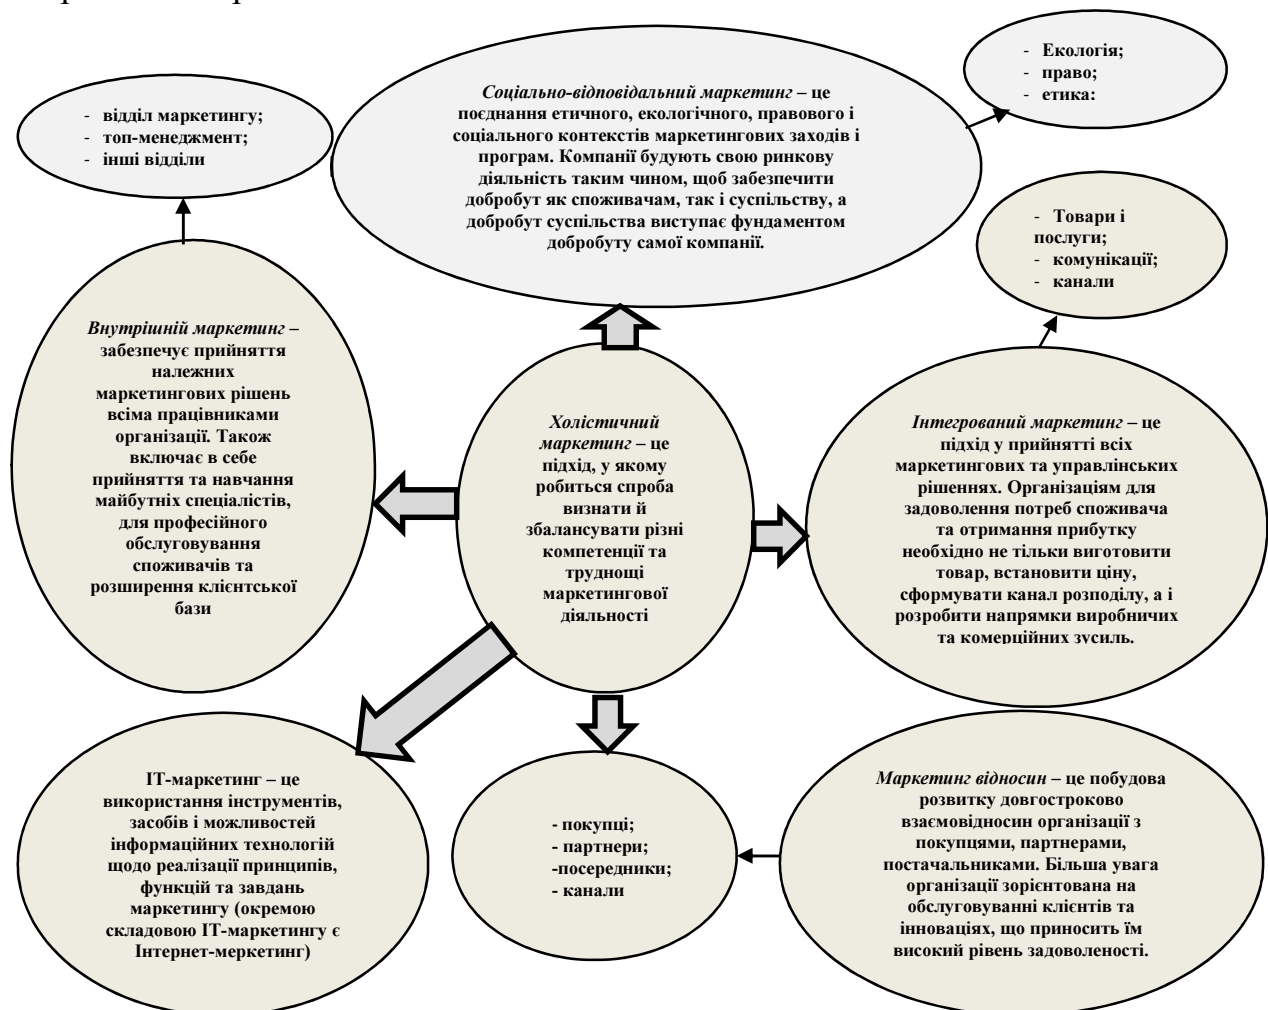 - Екологія;
- право;
- етика:
- відділ маркетингу;
- топ-менеджмент;
- інші відділи
Соціально-відповідальний маркетинг – це
поєднання етичного, екологічного, правового і
соціального контекстів маркетингових заходів і
програм. Компанії будують свою ринкову
діяльність таким чином, щоб забезпечити
добробут як споживачам, так і суспільству, а
добробут суспільства виступає фундаментом
добробуту самої компанії.
- Товари і
послуги;
- комунікації;
- канали
Внутрішній маркетинг –
забезпечує прийняття
належних
маркетингових рішень
всіма працівниками
організації. Також
включає в себе
прийняття та навчання
майбутніх спеціалістів,
для професійного
обслуговування
споживачів та
розширення клієнтської
бази
Холістичний
маркетинг – це
підхід, у якому
робиться спроба
визнати й
збалансувати різні
компетенції та
труднощі
маркетингової
діяльності
Інтегрований маркетинг – це
підхід у прийнятті всіх
маркетингових та управлінських
рішеннях. Організаціям для
задоволення потреб споживача
та отримання прибутку
необхідно не тільки виготовити
товар, встановити ціну,
сформувати канал розподілу, а і
розробити напрямки виробничих
та комерційних зусиль.
ІТ-маркетинг – це
використання інструментів,
засобів і можливостей
інформаційних технологій
щодо реалізації принципів,
функцій та завдань
маркетингу (окремою
складовою ІТ-маркетингу є
Інтернет-меркетинг)
- покупці;
- партнери;
-посередники;
- канали
Маркетинг відносин – це побудова
розвитку довгостроково
взаємовідносин організації з
покупцями, партнерами,
постачальниками. Більша увага
організації зорієнтована на
обслуговуванні клієнтів та
інноваціях, що приносить їм
високий рівень задоволеності.